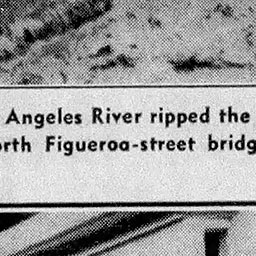 Angeles River ripped the
orth Figueroa-street bridg